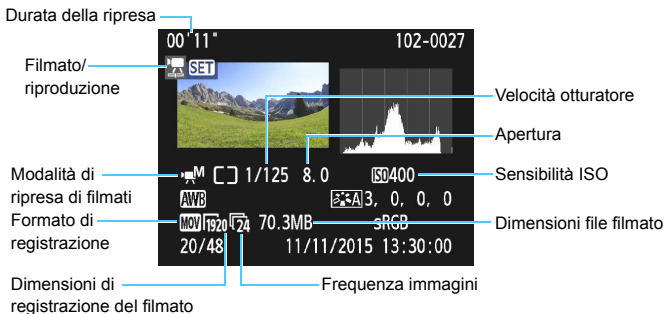 Durata della ripresa
00'11" 102-0027
Filmato/
riproduzione
SET
Velocità otturatore
Apertura
Modalità di
ripresa di filmati
M 1/125 8.0 ISO 400
Sensibilità ISO
AWB A 3, 0, 0, 0
Formato di
registrazione
MOV 1920 24 70.3MB sRGB
Dimensioni file filmato
20/48 11/11/2015 13:30:00
Dimensioni di
registrazione del filmato
Frequenza immagini